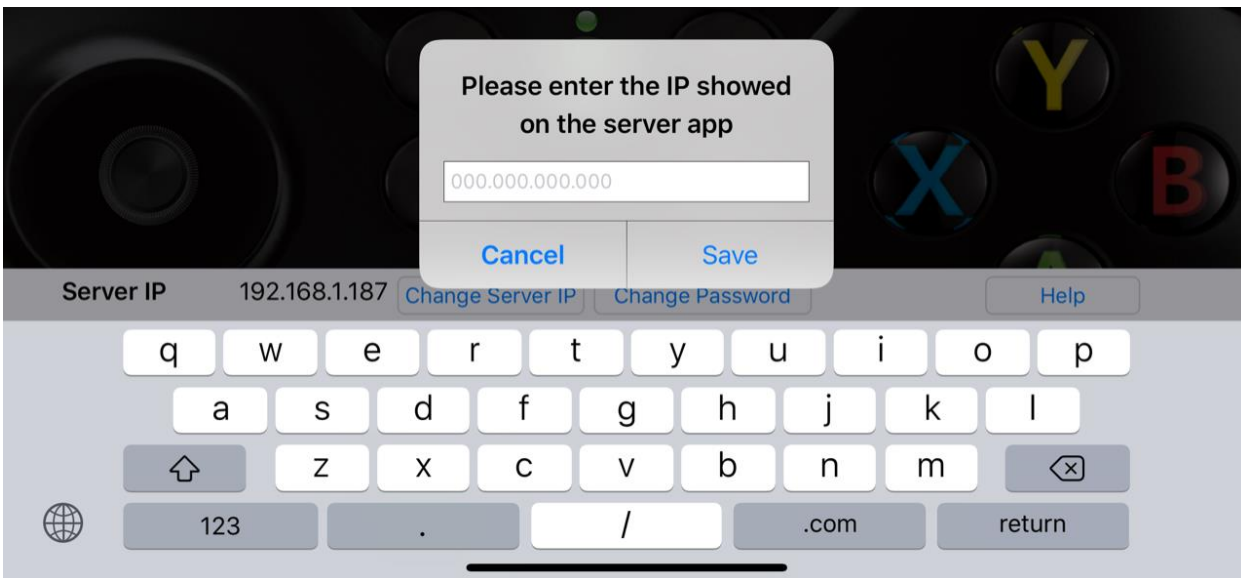 Please enter the IP showed
on the server app
000.000.000.000
Cancel Save
Y
X B
A
Server IP 192.168.1.187 Change Server IP Change Password Help
q w e r t y u i o p
a s d f g h j k l
z x c v b n m
123 . / .com return